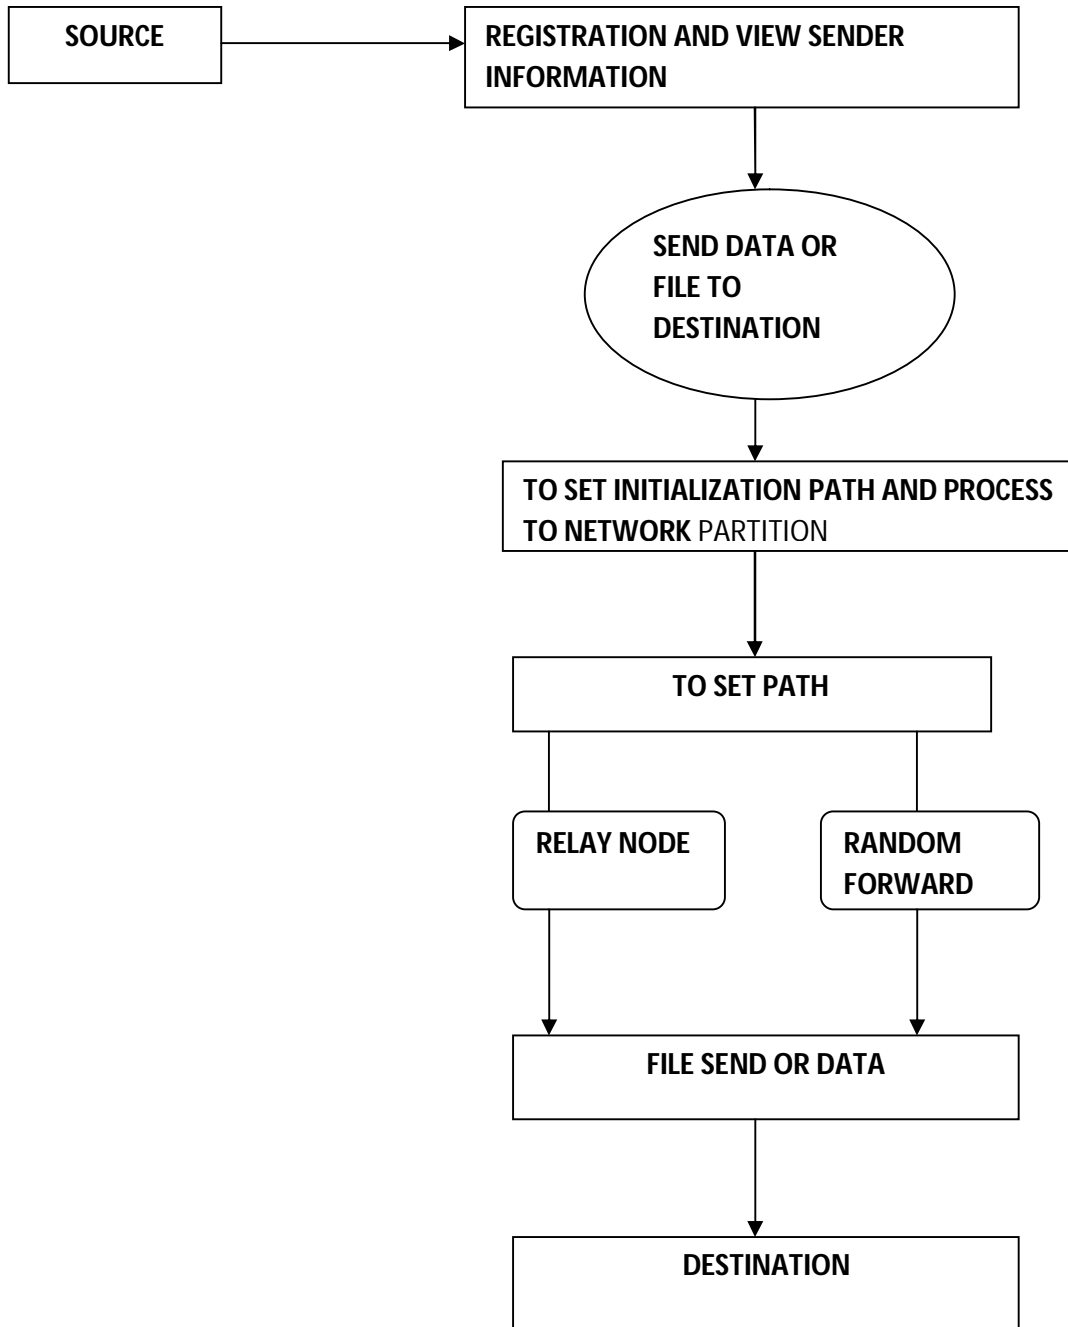 SOURCE
REGISTRATION AND VIEW SENDER
INFORMATION
SEND DATA OR
FILE TO
DESTINATION
TO SET INITIALIZATION PATH AND PROCESS
TO NETWORK PARTITION
TO SET PATH
RELAY NODE
RANDOM
FORWARD
FILE SEND OR DATA
DESTINATION